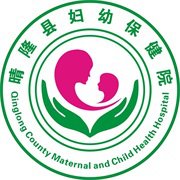 晴隆县妇幼保健院
Qinglong County Maternal and Child Health Hospital